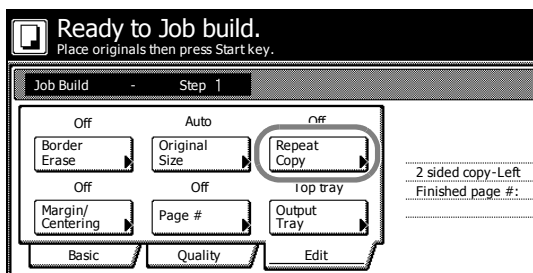 Ready to Job build.
Place originals then press Start key.
Job Build - Step 1
Off Auto Off
Border Erase
Original Size
Repeat Copy
Off Off Top tray
Margin/ Centering
Page #
Output Tray
2 sided copy-Left
Finished page #:
Basic Quality Edit